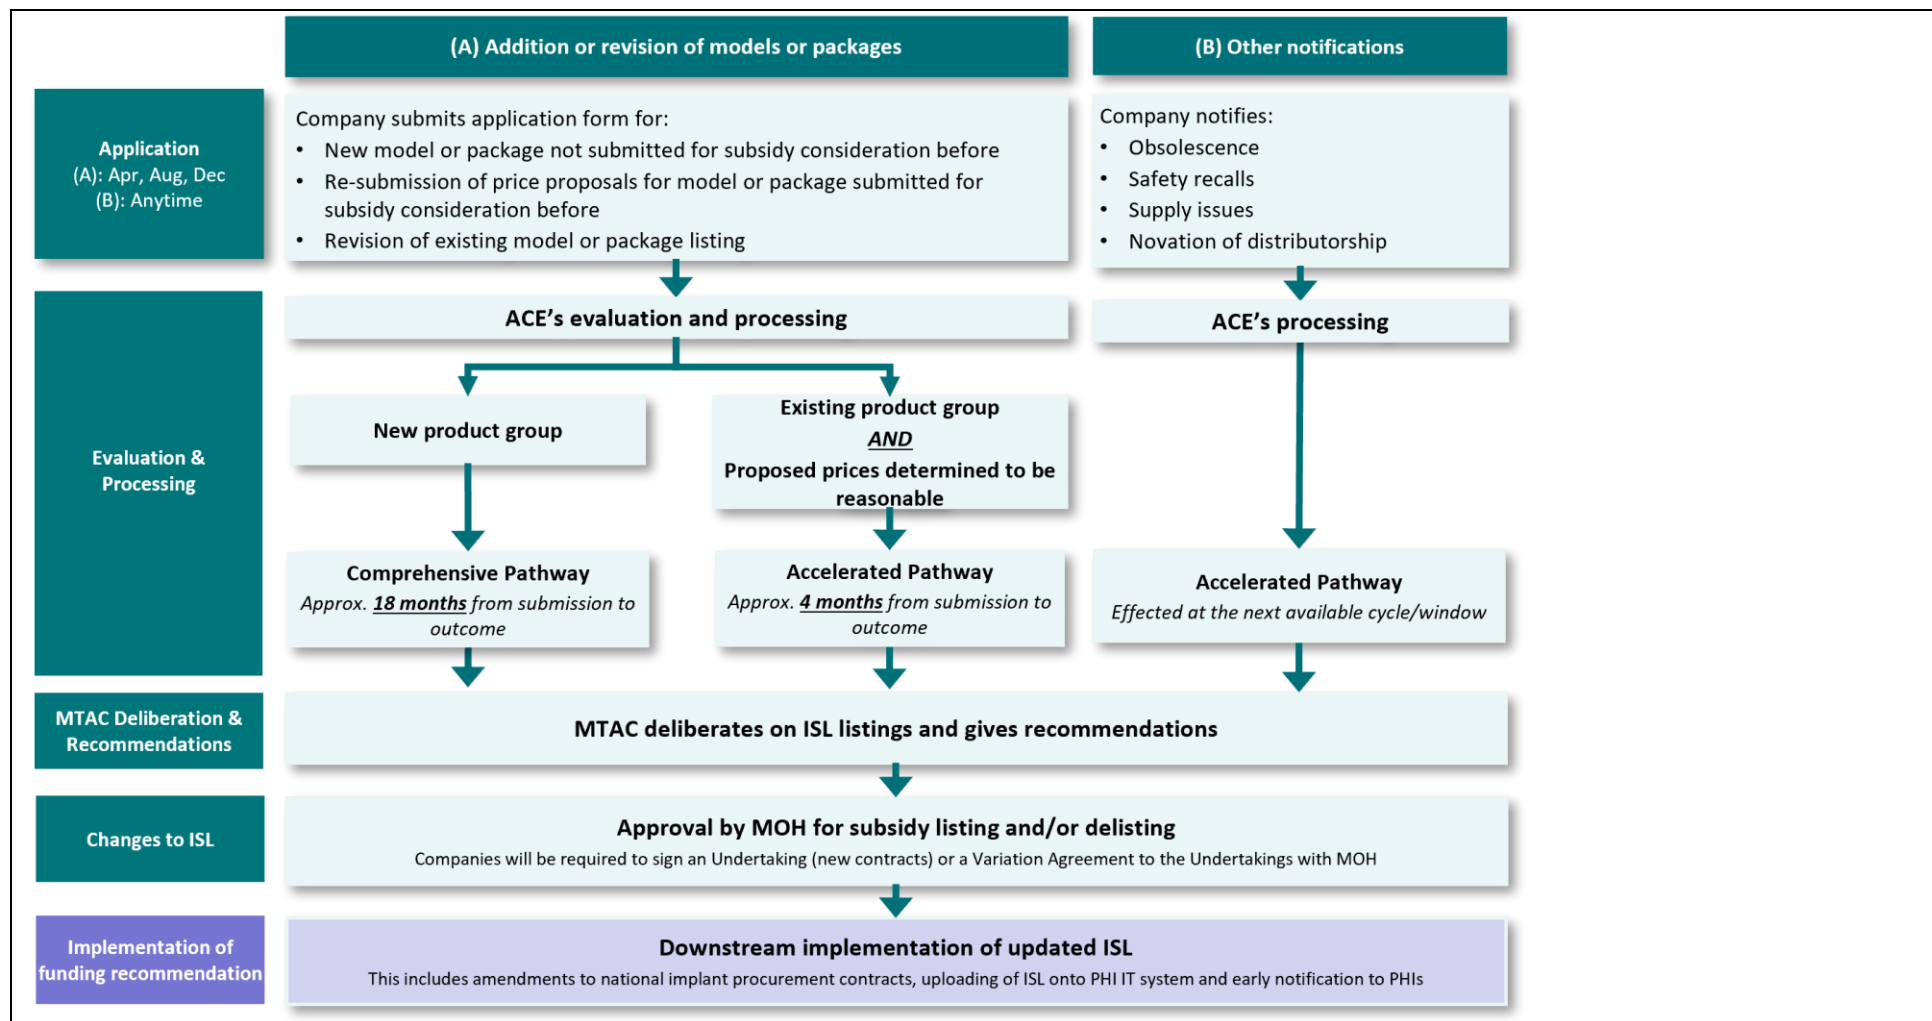 (A) Addition or revision of models or packages
(B) Other notifications
Application
(A): Apr, Aug, Dec
(B): Anytime
Company submits application form for:
• New model or package not submitted for subsidy consideration before
• Re-submission of price proposals for model or package submitted for
subsidy consideration before
• Revision of existing model or package listing
Company notifies:
• Obsolescence
• Safety recalls
• Supply issues
• Novation of distributorship
Evaluation &
Processing
ACE's evaluation and processing
ACE's processing
New product group
Existing product group
AND
Proposed prices determined to be
reasonable
Comprehensive Pathway
Approx. 18 months from submission to
outcome
Accelerated Pathway
Approx. 4 months from submission to
outcome
Accelerated Pathway
Effected at the next available cycle/window
MTAC Deliberation &
Recommendations
MTAC deliberates on ISL listings and gives recommendations
Changes to ISL
Approval by MOH for subsidy listing and/or delisting
Companies will be required to sign an Undertaking (new contracts) or a Variation Agreement to the Undertakings with MOH
Implementation of
funding recommendation
Downstream implementation of updated ISL
This includes amendments to national implant procurement contracts, uploading of ISL onto PHI IT system and early notification to PHIs